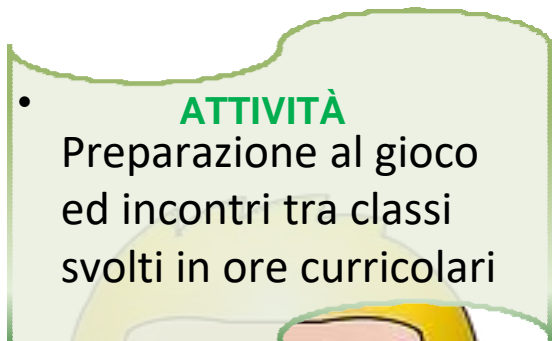 • ATTIVITÀ
Preparazione al gioco
ed incontri tra classi
svolti in ore curricolari